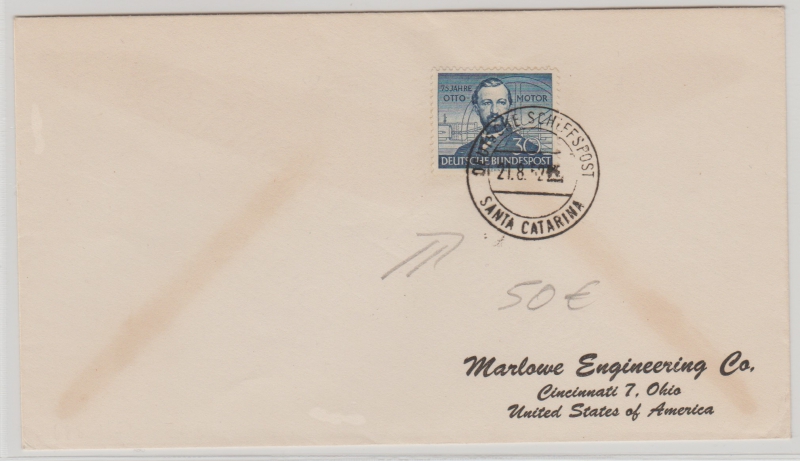 75 JAHRE
OTTO MOTOR
30
DEUTSCHE BUNDESPOST
DEUTSCHE SCHIFFSPOST
21.8.
SANTA CATARINA
50 €
Marlowe Engineering Co.
Cincinnati 7, Ohio
United States of America